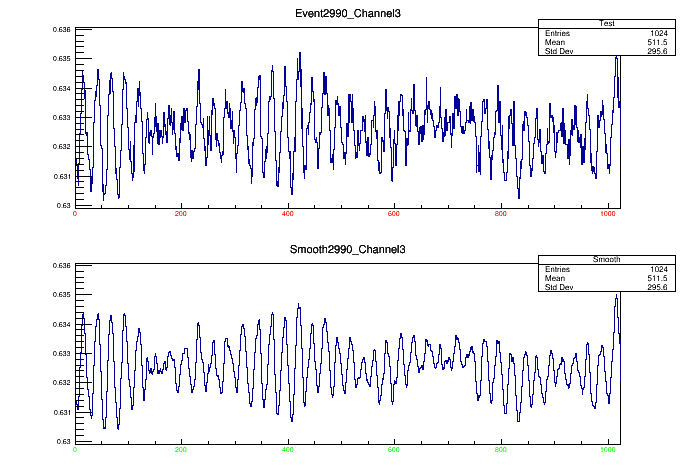 Event2990_Channel3
Test
Entries 1024
Mean 511.5
Std Dev 295.6
0.636
0.635
0.634
0.633
0.632
0.631
0.63
0 200 400 600 800 1000
Smooth2990_Channel3
Smooth
Entries 1024
Mean 511.5
Std Dev 295.6
0.636
0.635
0.634
0.633
0.632
0.631
0.63
0 200 400 600 800 1000